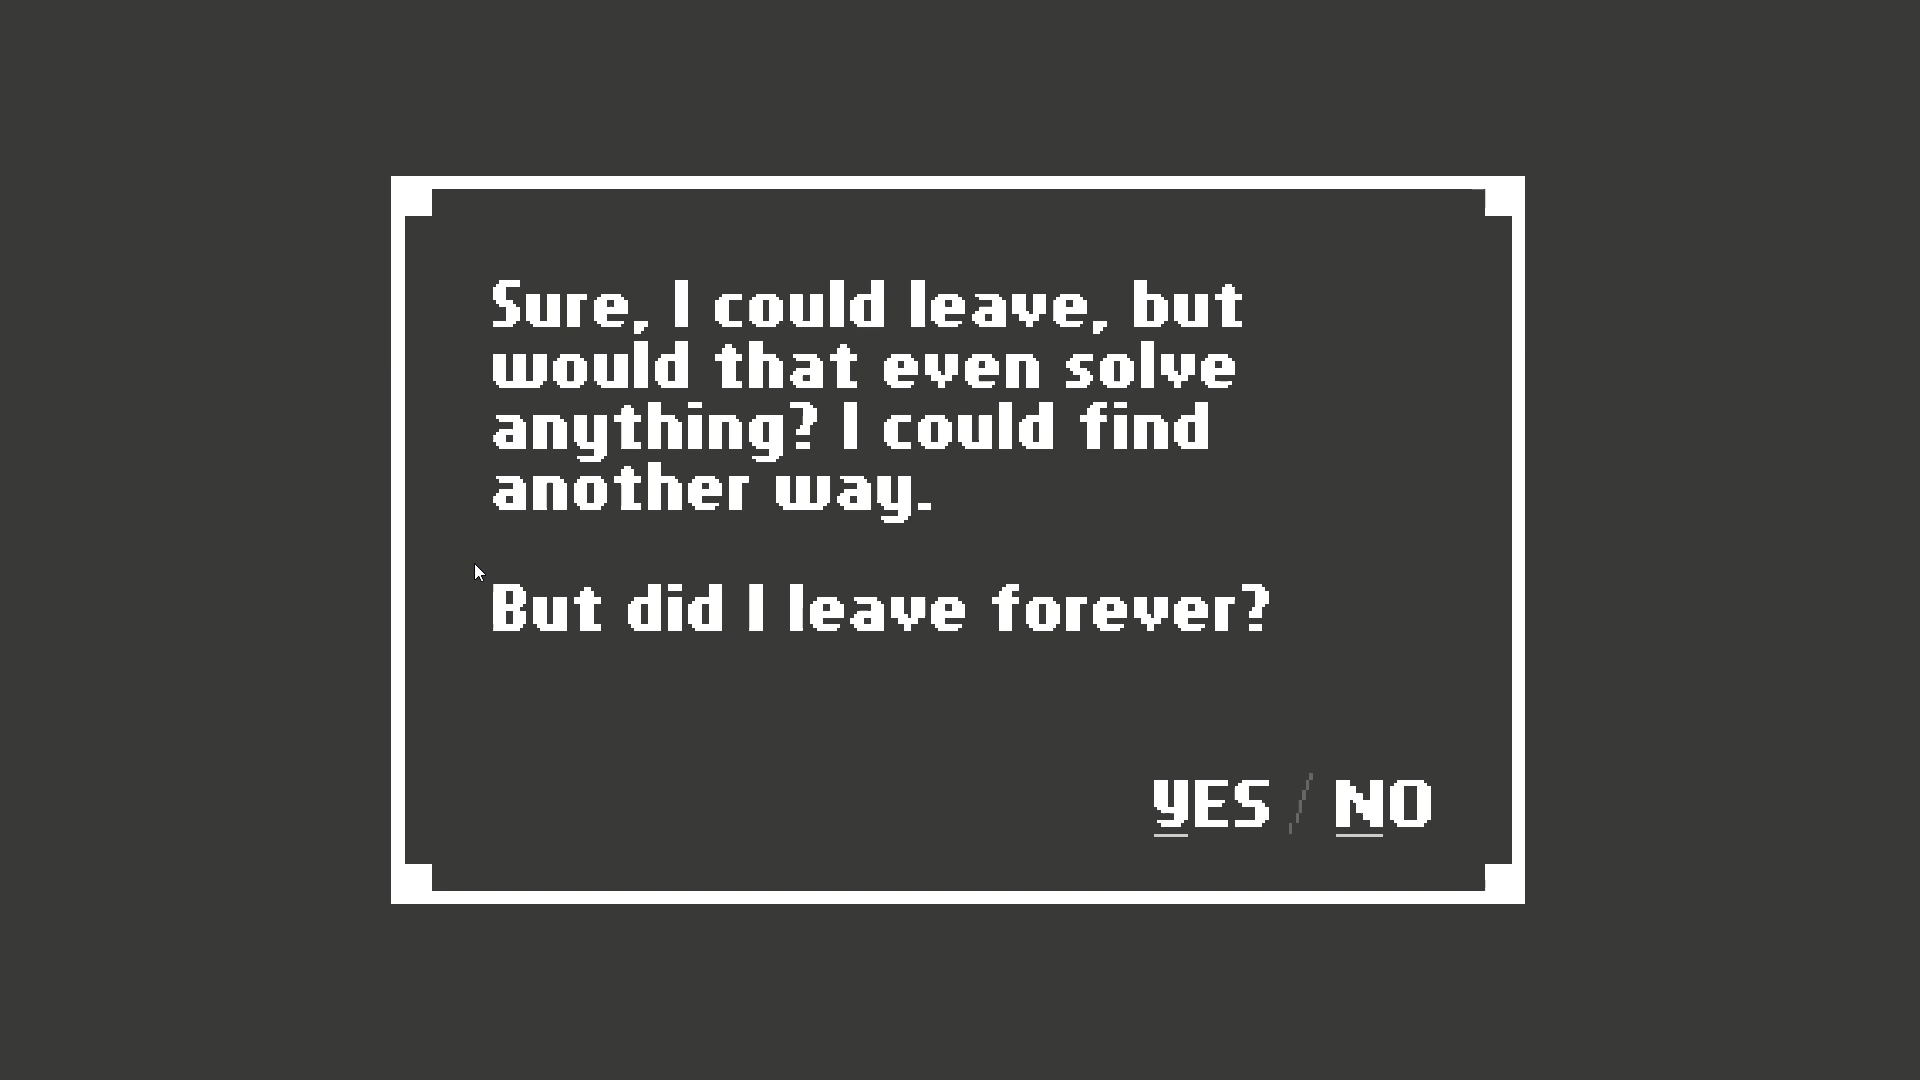 Sure, I could leave, but
would that even solve
anything? I could find
another way.
But did I leave forever?
YES / NO